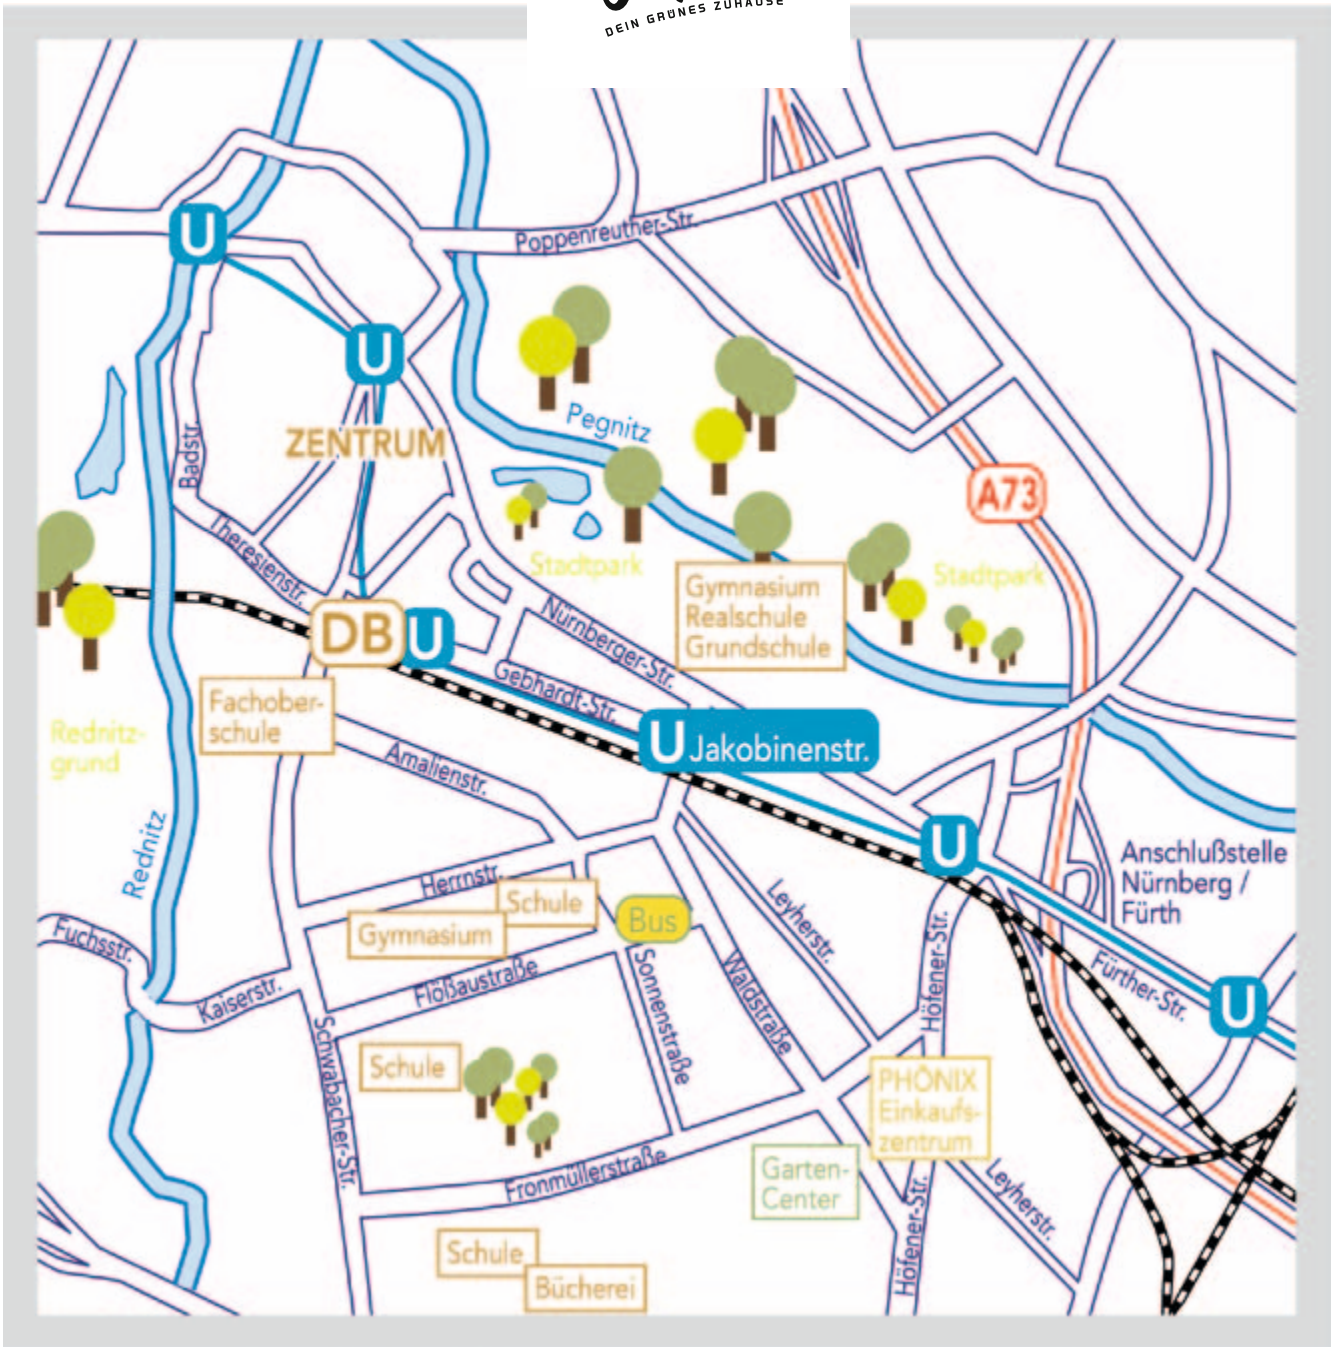 DEIN GRÜNES ZUHAUSE
U
Poppenreuther-Str.
U
Pegnitz
ZENTRUM
Badstr.
A73
Theresienstr.
Stadtpark
Stadtpark
Gymnasium
Realschule
Grundschule
Nürnberger-Str.
DB
U
Gebhardt-Str.
Fachober-
schule
Rednitz-
grund
U Jakobinenstr.
Amalienstr.
Rednitz
U
Anschlußstelle
Nürnberg /
Fürth
Herrnstr.
Schule
Gymnasium
Bus
Leyherstr.
Fuchsstr.
Höfener-Str.
Flößaustraße
Kaiserstr.
Sonnenstraße
Waldstraße
Fürther-Str.
U
Schwabacher-Str.
Schule
PHÖNIX
Einkaufs-
zentrum
Fronmüllerstraße
Garten-
Center
Leyherstr.
Höfener-Str.
Schule
Bücherei